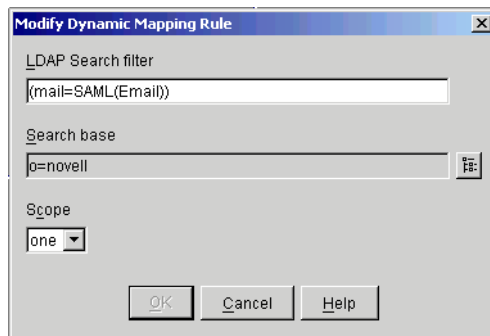 Modify Dynamic Mapping Rule
LDAP Search filter
(mail=SAML(Email))
Search base
o=novell
Scope
one
OK Cancel Help